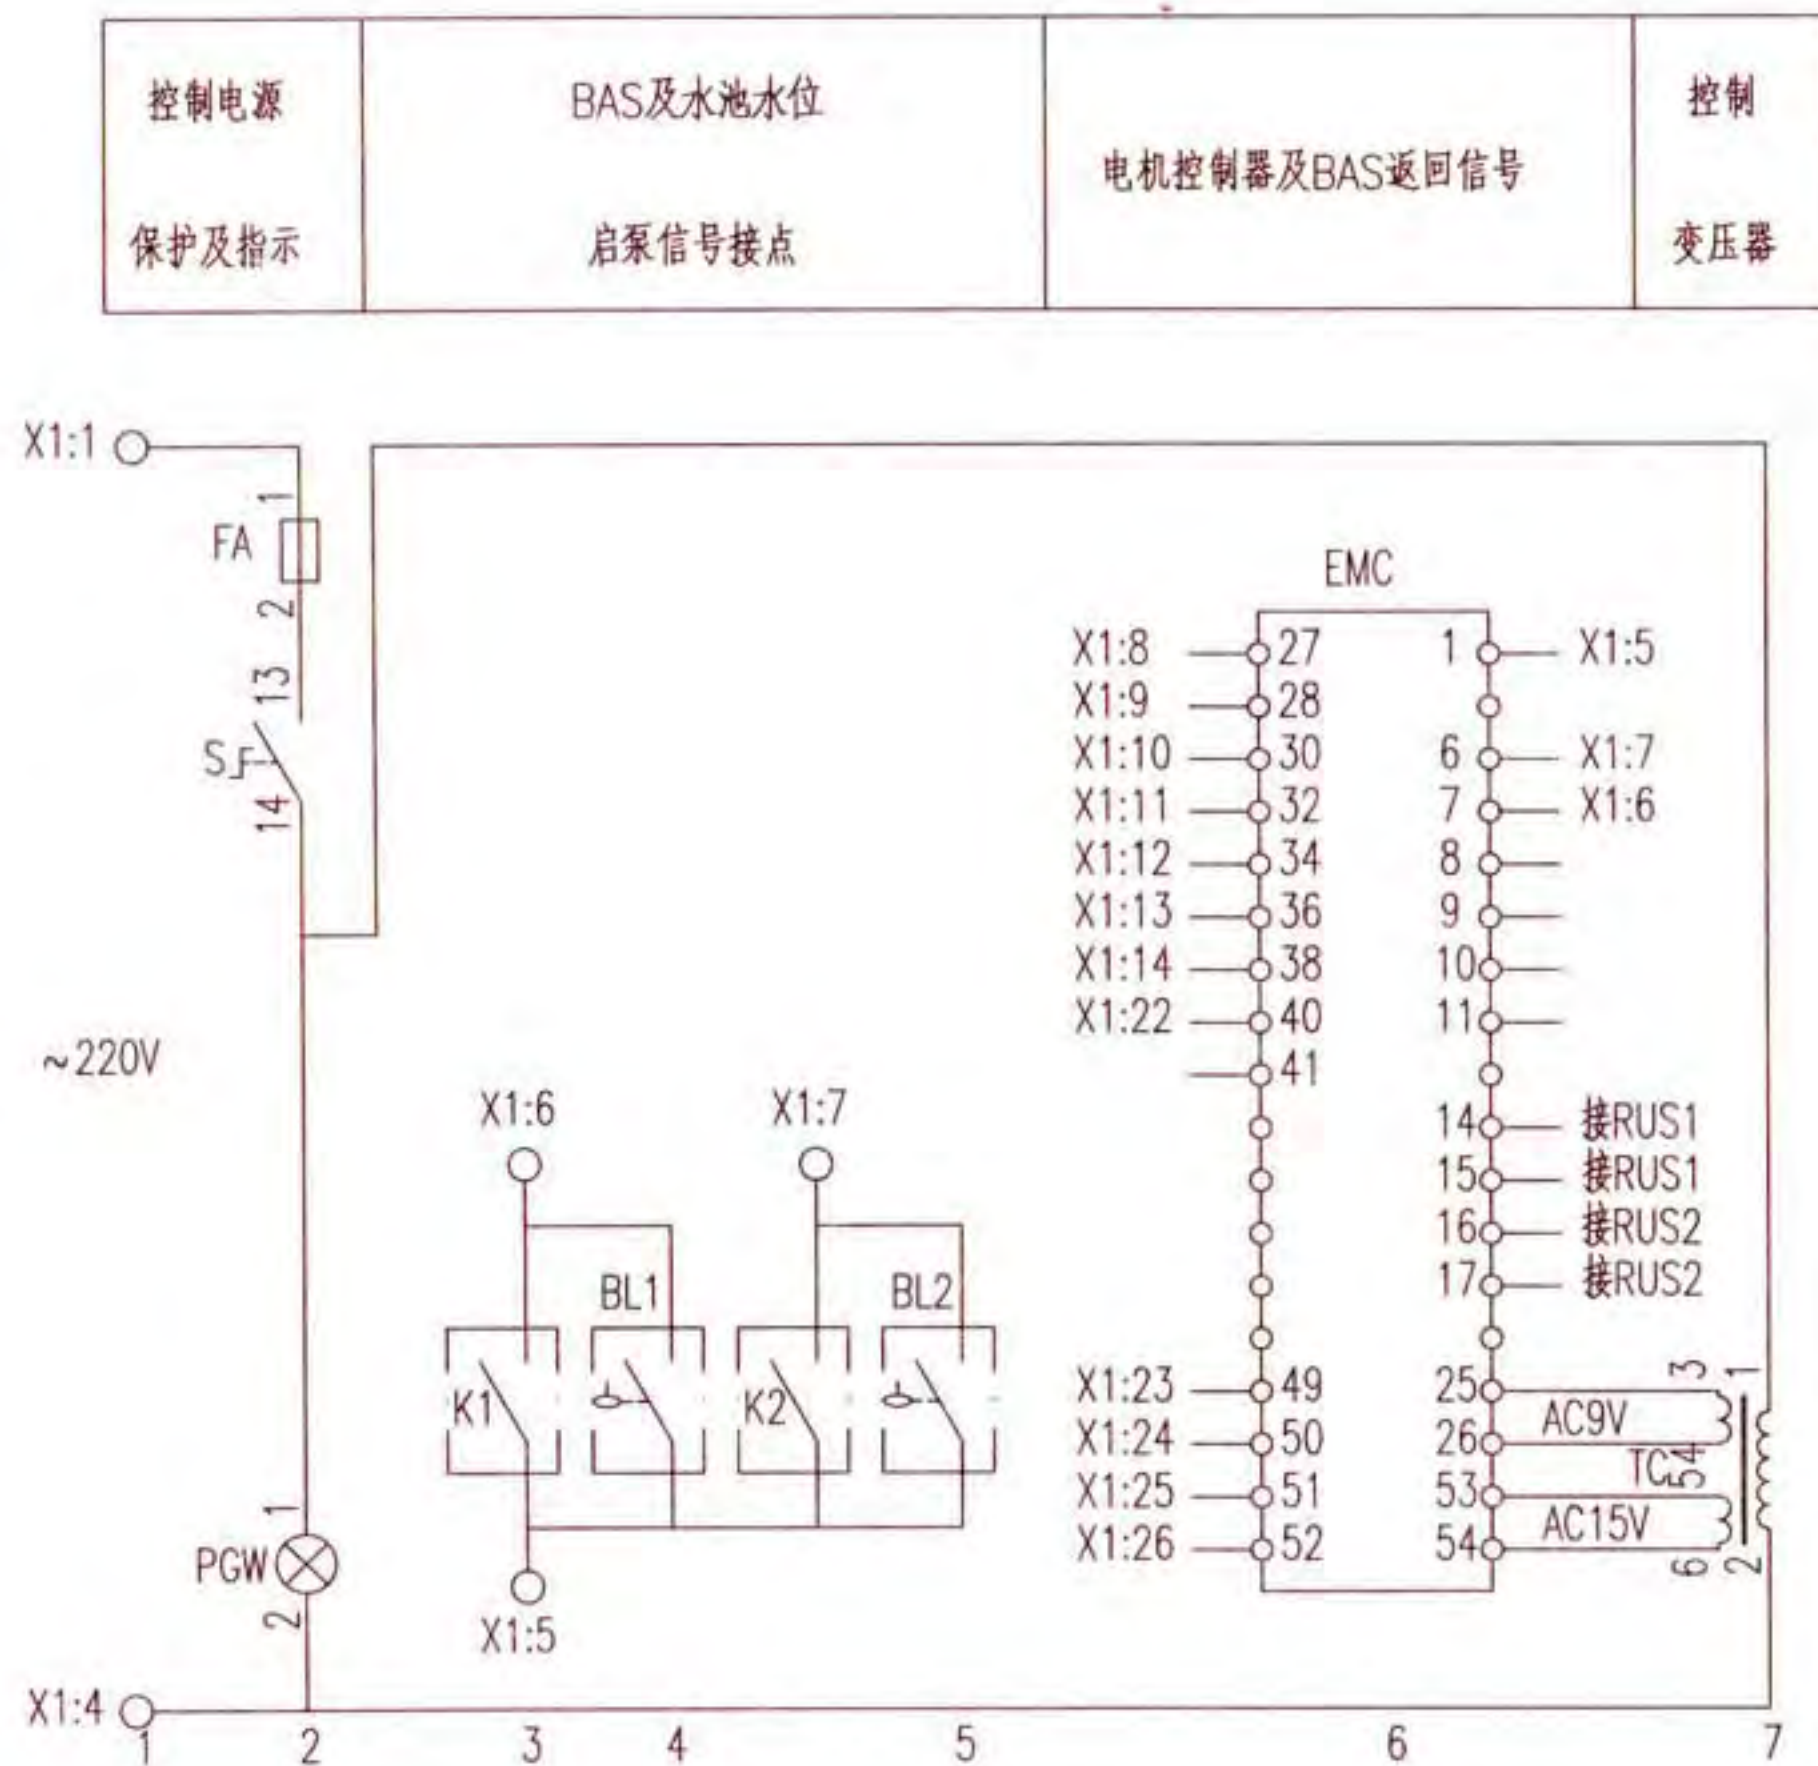 控制电源
保护及指示
BAS及水池水位
启泵信号接点
电机控制器及BAS返回信号
控制
变压器
X1:1
1
FA
2
13
S
14
~220V
PGW
1
2
X1:4
X1:6
X1:7
BL1
BL2
K1
K2
X1:5
EMC
X1:8 27 1 X1:5
X1:9 28
X1:10 30 6 X1:7
X1:11 32 7 X1:6
X1:12 34 8
X1:13 36 9
X1:14 38 10
X1:22 40 11
41
14 接RUS1
15 接RUS1
16 接RUS2
17 接RUS2
X1:23 49 25
AC9V
X1:24 50 26
TC
X1:25 51 53
AC15V
X1:26 52 54
3 1
4
5
6 2
1 2 3 4 5 6 7